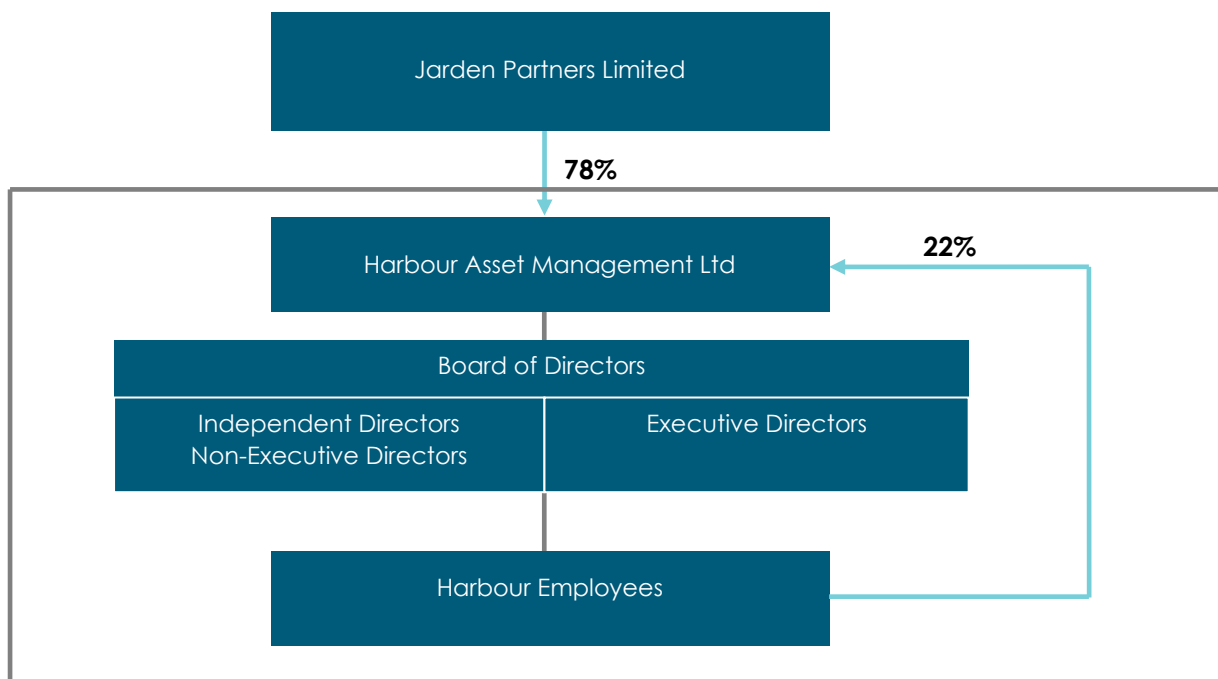 Jarden Partners Limited
78%
Harbour Asset Management Ltd
22%
Board of Directors
Independent Directors
Non-Executive Directors
Executive Directors
Harbour Employees